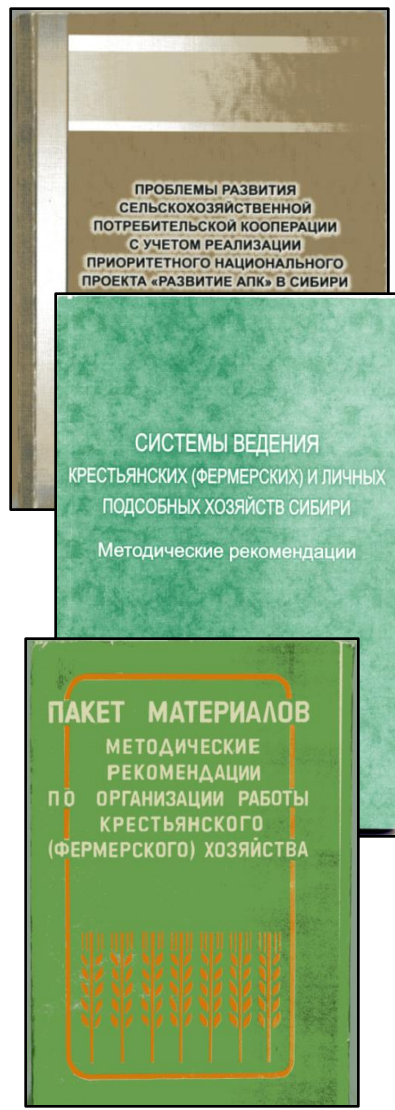 ПРОБЛЕМЫ РАЗВИТИЯ
СЕЛЬСКОХОЗЯЙСТВЕННОЙ
ПОТРЕБИТЕЛЬСКОЙ КООПЕРАЦИИ
С УЧЕТОМ РЕАЛИЗАЦИИ
ПРИОРИТЕТНОГО НАЦИОНАЛЬНОГО
ПРОЕКТА «РАЗВИТИЕ АПК» В СИБИРИ
СИСТЕМЫ ВЕДЕНИЯ
КРЕСТЬЯНСКИХ (ФЕРМЕРСКИХ) И ЛИЧНЫХ
ПОДСОБНЫХ ХОЗЯЙСТВ СИБИРИ
Методические рекомендации
ПАКЕТ МАТЕРИАЛОВ
МЕТОДИЧЕСКИЕ
РЕКОМЕНДАЦИИ
ПО ОРГАНИЗАЦИИ РАБОТЫ
КРЕСТЬЯНСКОГО
(ФЕРМЕРСКОГО) ХОЗЯЙСТВА